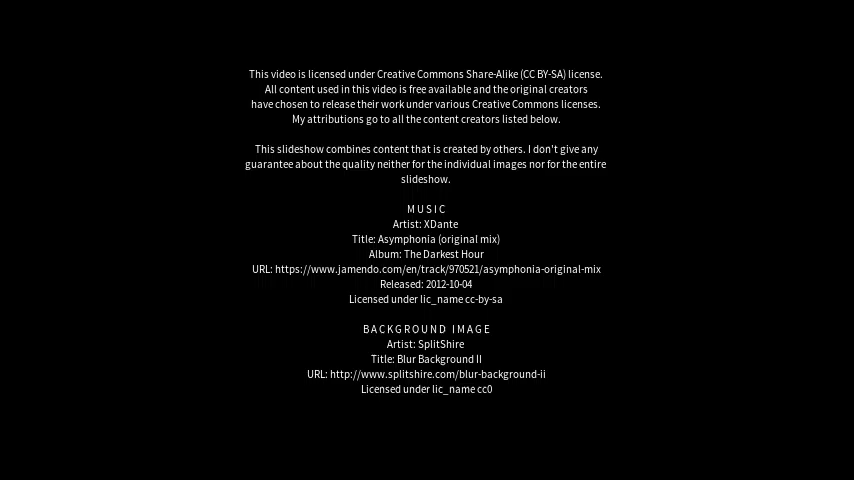 This video is licensed under Creative Commons Share-Alike (CC BY-SA) license.
All content used in this video is free available and the original creators
have chosen to release their work under various Creative Commons licenses.
My attributions go to all the content creators listed below.
This slideshow combines content that is created by others. I don't give any
guarantee about the quality neither for the individual images nor for the entire
slideshow.
MUSIC
Artist: XDante
Title: Asymphonia (original mix)
Album: The Darkest Hour
URL: https://www.jamendo.com/en/track/970521/asymphonia-original-mix
Released: 2012-10-04
Licensed under lic_name cc-by-sa
BACKGROUND IMAGE
Artist: SplitShire
Title: Blur Background II
URL: http://www.splitshire.com/blur-background-ii
Licensed under lic_name cc0